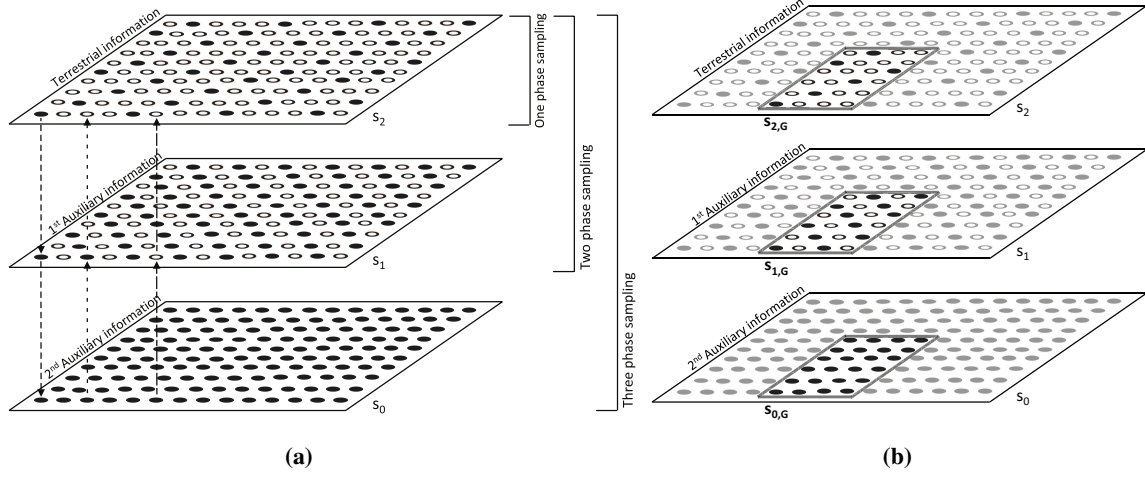 Terrestrial information
s2
1st Auxiliary information
s1
2nd Auxiliary information
s0
One phase sampling
Two phase sampling
Three phase sampling
(a)
Terrestrial information
s2,G
s2
1st Auxiliary information
s1,G
s1
2nd Auxiliary information
s0,G
s0
(b)